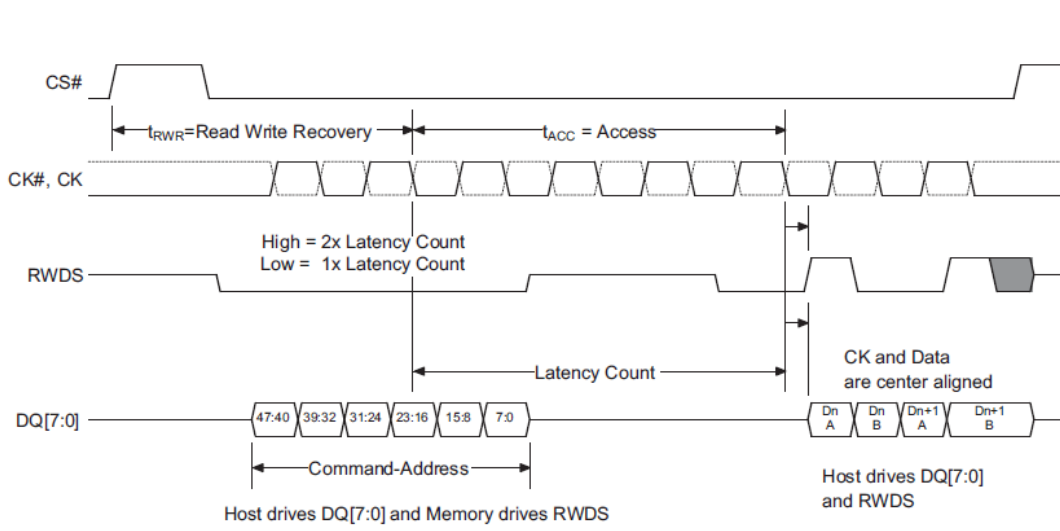 CS#
tRWR=Read Write Recovery
tACC = Access
CK#, CK
High = 2x Latency Count
Low = 1x Latency Count
RWDS
Latency Count
CK and Data
are center aligned
DQ[7:0]
47:40 39:32 31:24 23:16 15:8 7:0
Dn A
Dn B
Dn+1 A
Dn+1 B
Command-Address
Host drives DQ[7:0]
and RWDS
Host drives DQ[7:0] and Memory drives RWDS